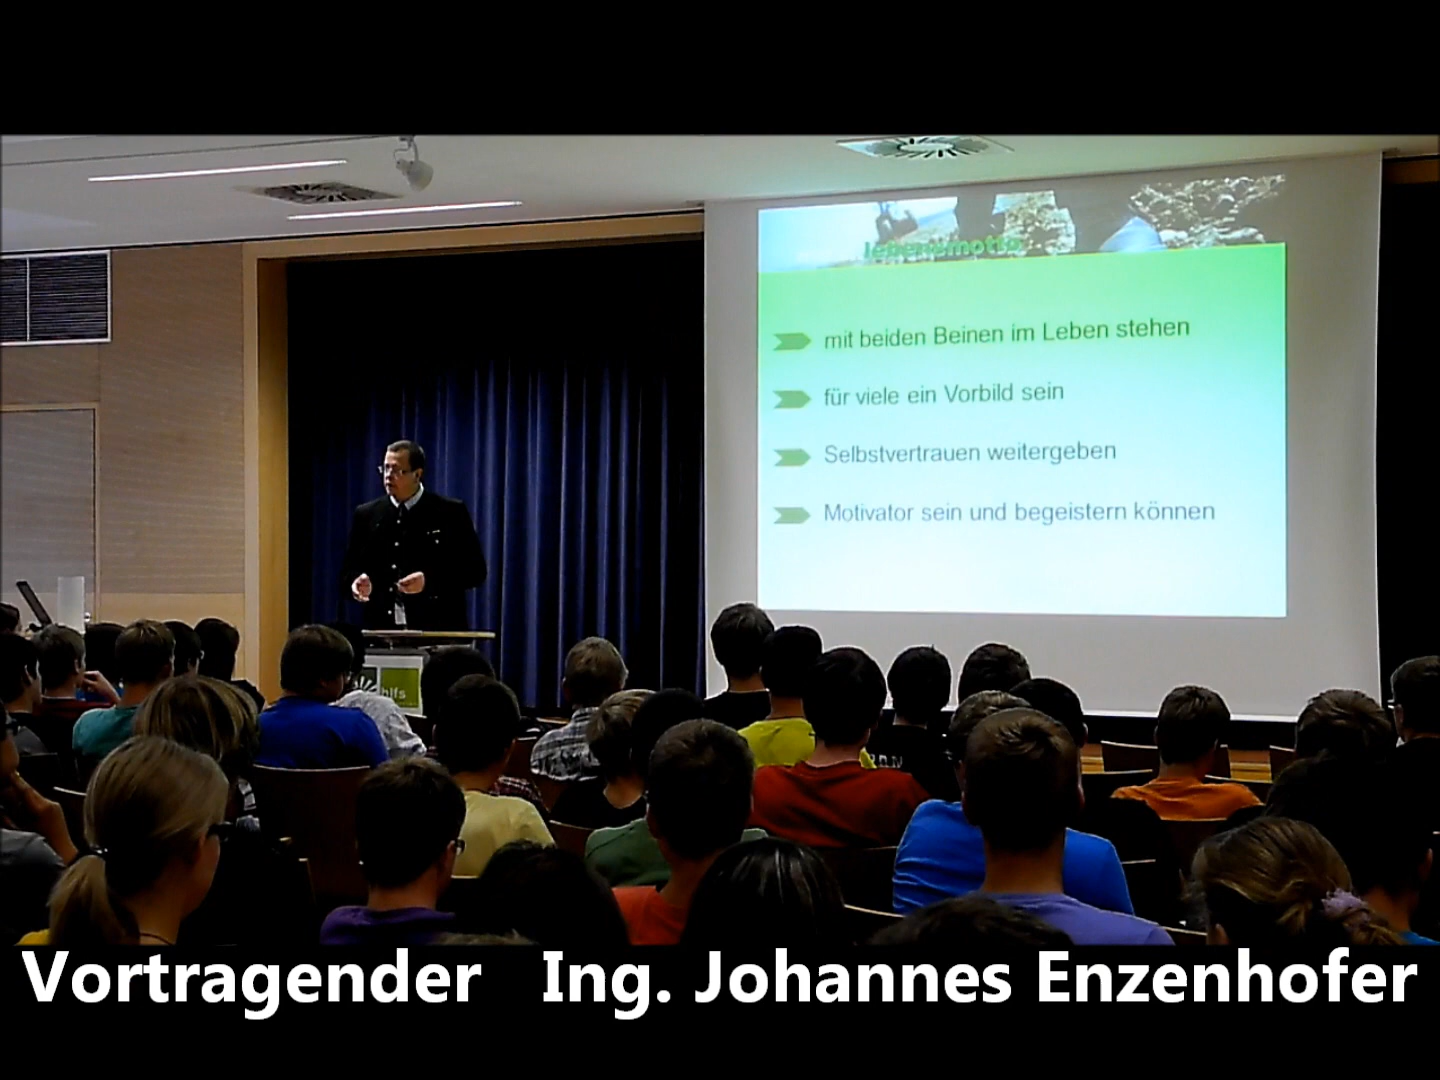 lebensmotto
mit beiden Beinen im Leben stehen
für viele ein Vorbild sein
Selbstvertrauen weitergeben
Motivator sein und begeistern können
hlfs
Vortragender Ing. Johannes Enzenhofer